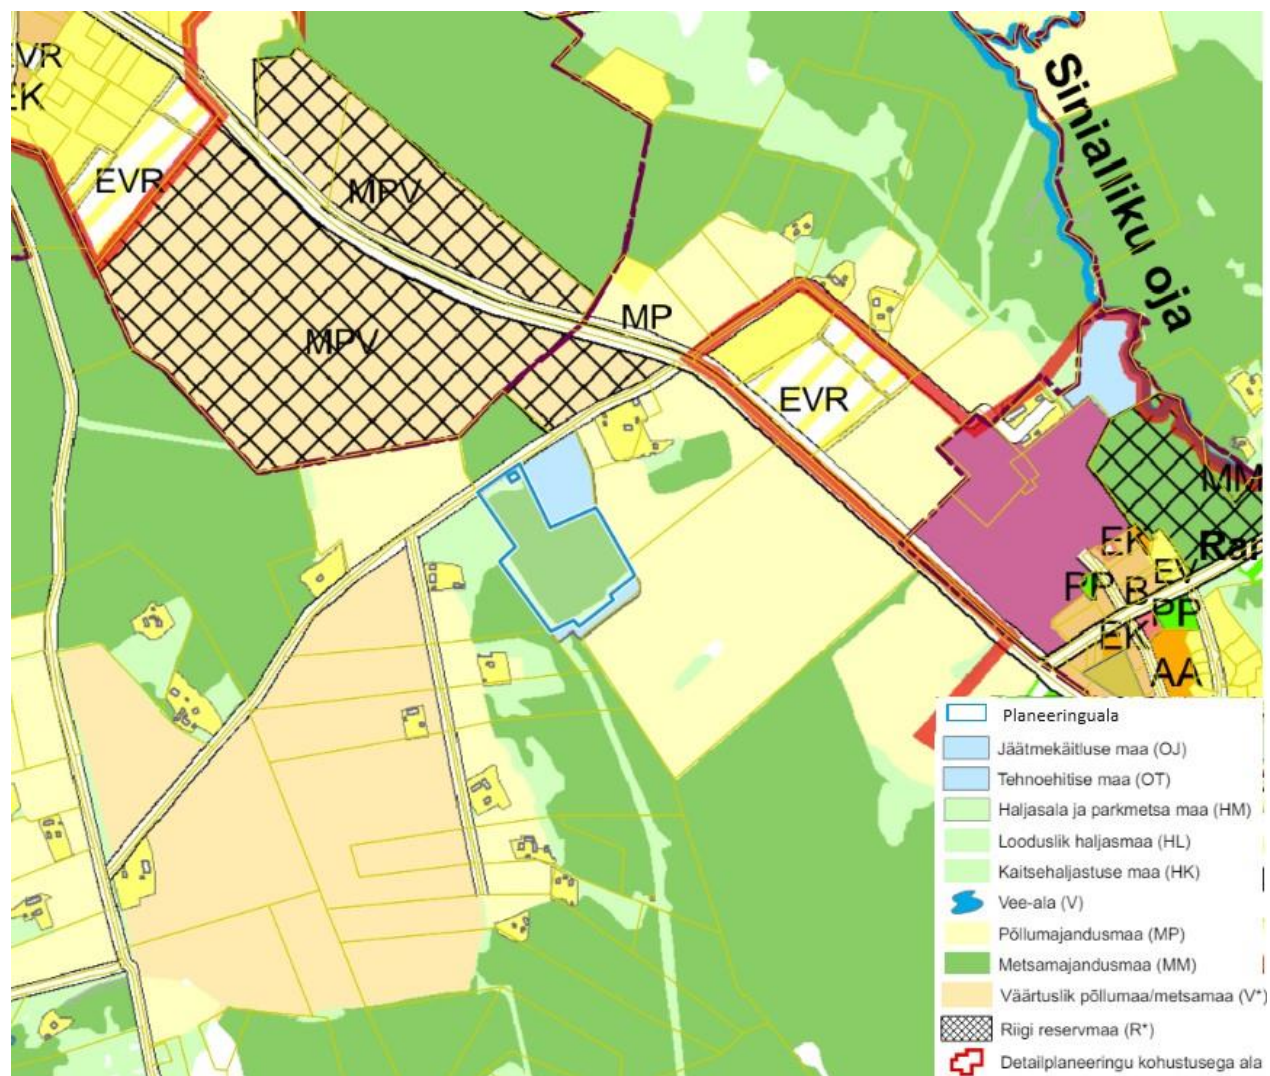 EVR
EK
EVR
MPV
MPV
MP
EVR
Sinialliku oja
MM
EK
Ran
EV
PP
B
PP
EK
AA
Planeeringuala
Jäätmekäitluse maa (OJ)
Tehnoehitise maa (OT)
Haljasala ja parkmetsa maa (HM)
Looduslik haljasmaa (HL)
Kaitsehaljastuse maa (HK)
Vee-ala (V)
Põllumajandusmaa (MP)
Metsamajandusmaa (MM)
Väärtuslik põllumaa/metsamaa (V*)
Riigi reservmaa (R*)
Detailplaneeringu kohustusega ala